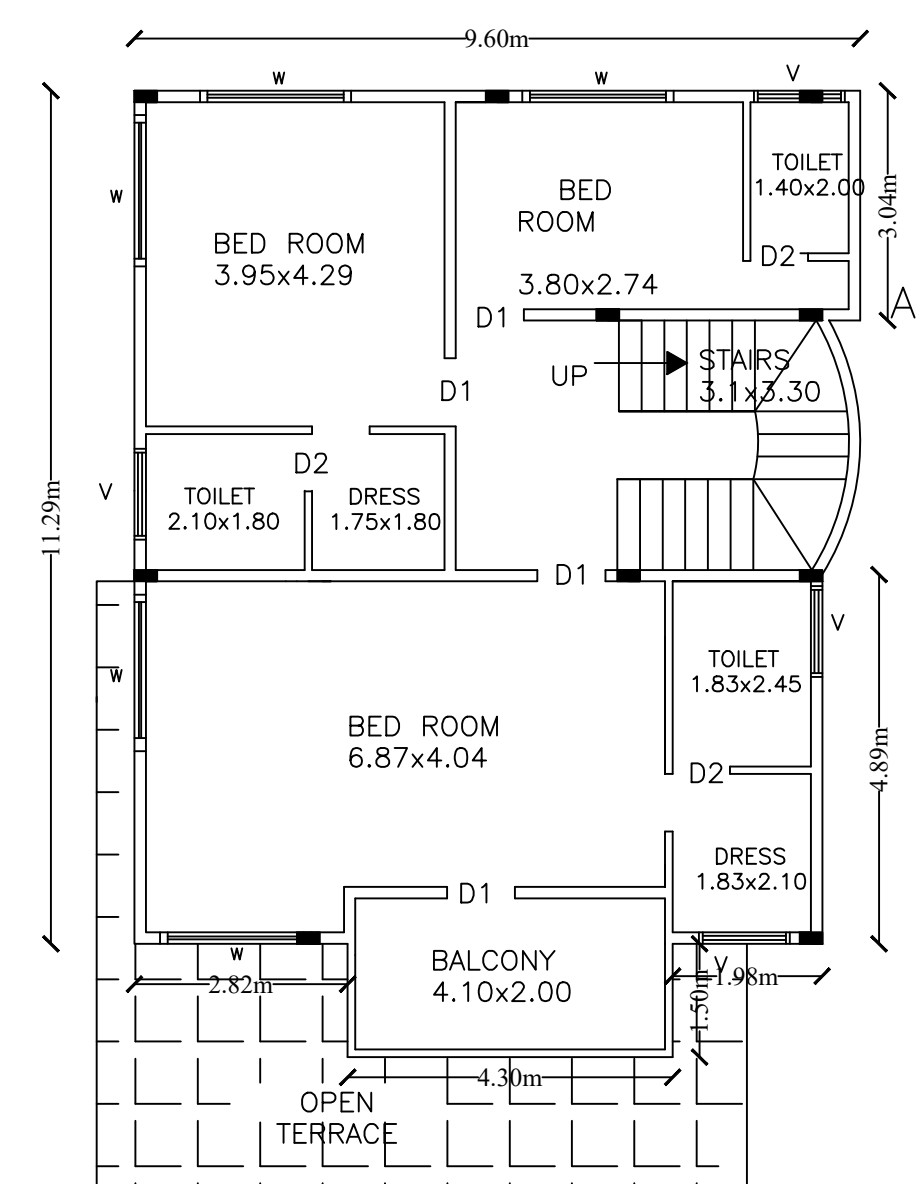 9.60m
W
W
V
TOILET
1.40x2.00
W
BED
ROOM
3.04m
BED ROOM
3.95x4.29
D2
3.80x2.74
D1
A
UP
STAIRS
3.1x3.30
D1
D2
V
TOILET
2.10x1.80
DRESS
1.75x1.80
11.29m
D1
V
TOILET
1.83x2.45
W
BED ROOM
6.87x4.04
D2
4.89m
DRESS
1.83x2.10
D1
W
BALCONY
4.10x2.00
V
2.82m
1.98m
1.50m
4.30m
OPEN
TERRACE